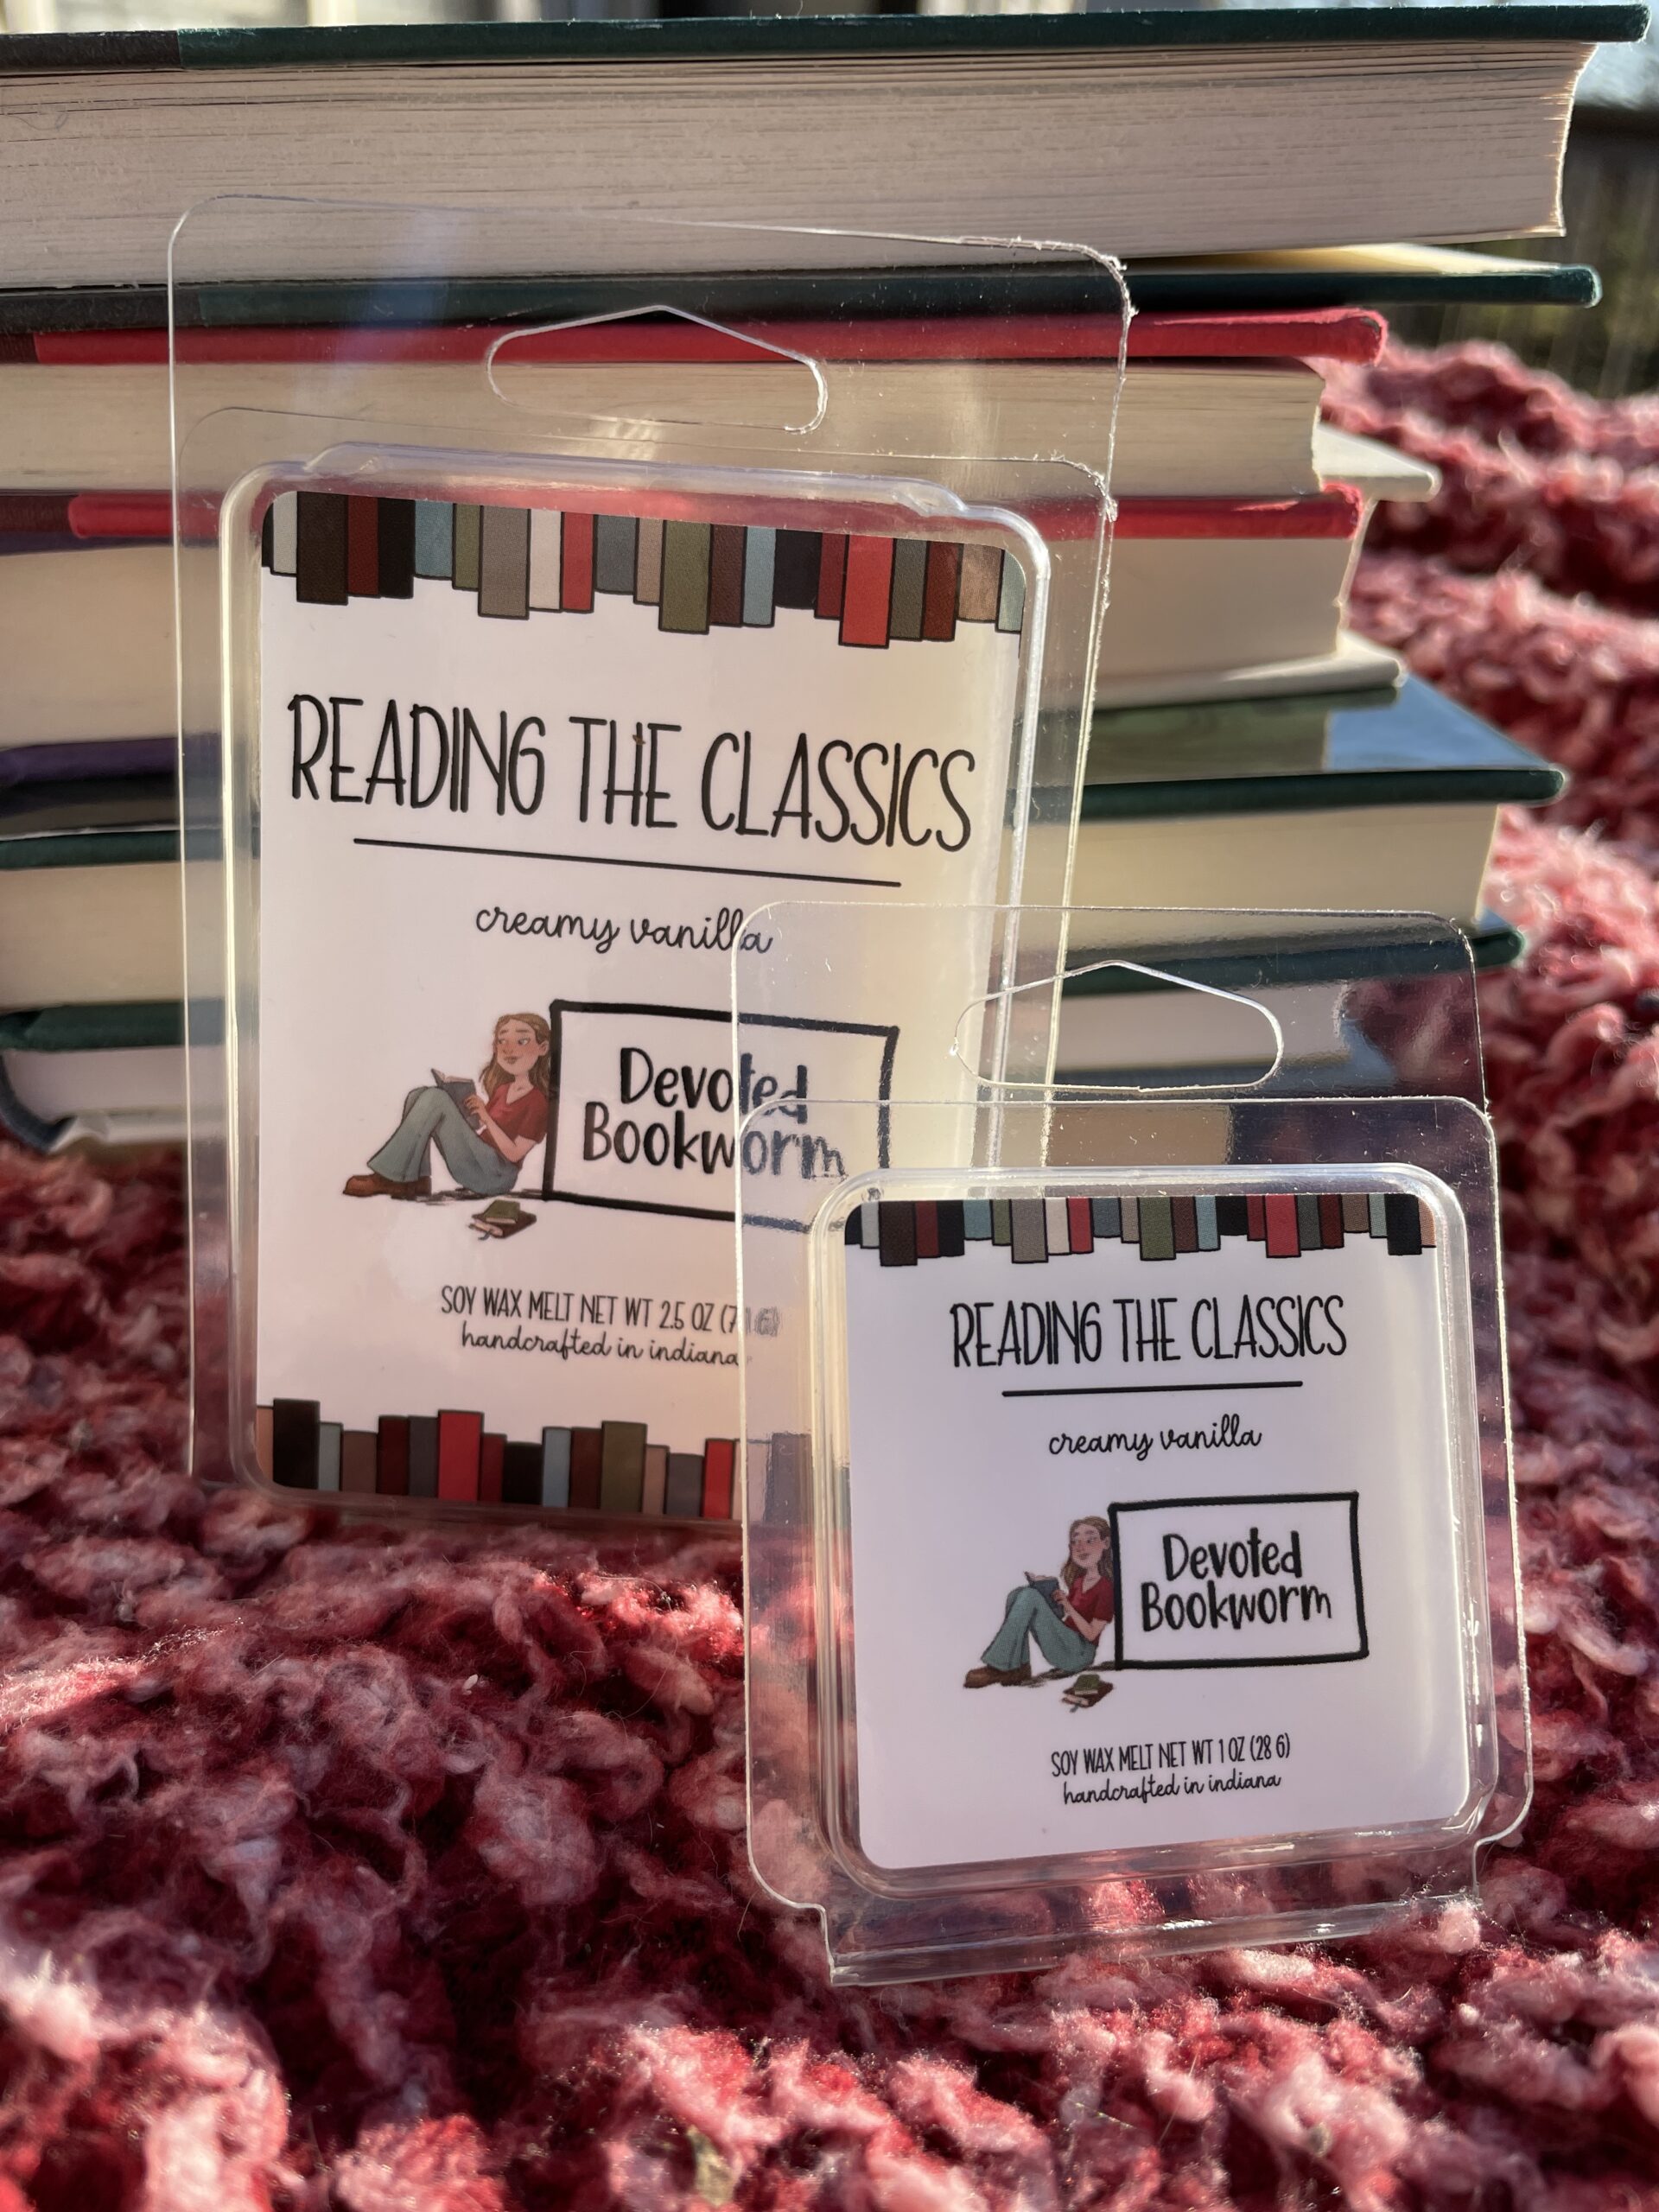 READING THE CLASSICS
creamy vanilla
Devoted
Bookworm
SOY WAX MELT NET WT 2.5 OZ (71 G)
handcrafted in indiana
READING THE CLASSICS
creamy vanilla
Devoted
Bookworm
SOY WAX MELT NET WT 1 OZ (28 G)
handcrafted in indiana